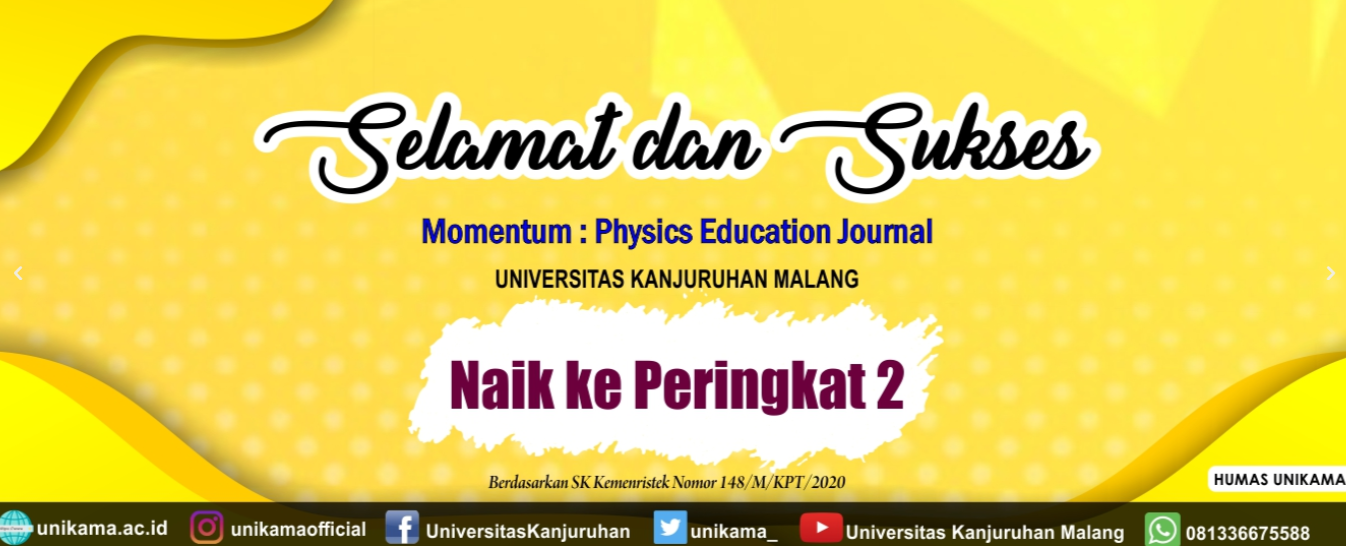 Selamat dan Sukses
Momentum : Physics Education Journal
UNIVERSITAS KANJURUHAN MALANG
Naik ke Peringkat 2
Berdasarkan SK Kemenristek Nomor 148/M/KPT/2020
HUMAS UNIKAMA
unikama.ac.id unikamaofficial UniversitasKanjuruhan unikama_ Universitas Kanjuruhan Malang 081336675588